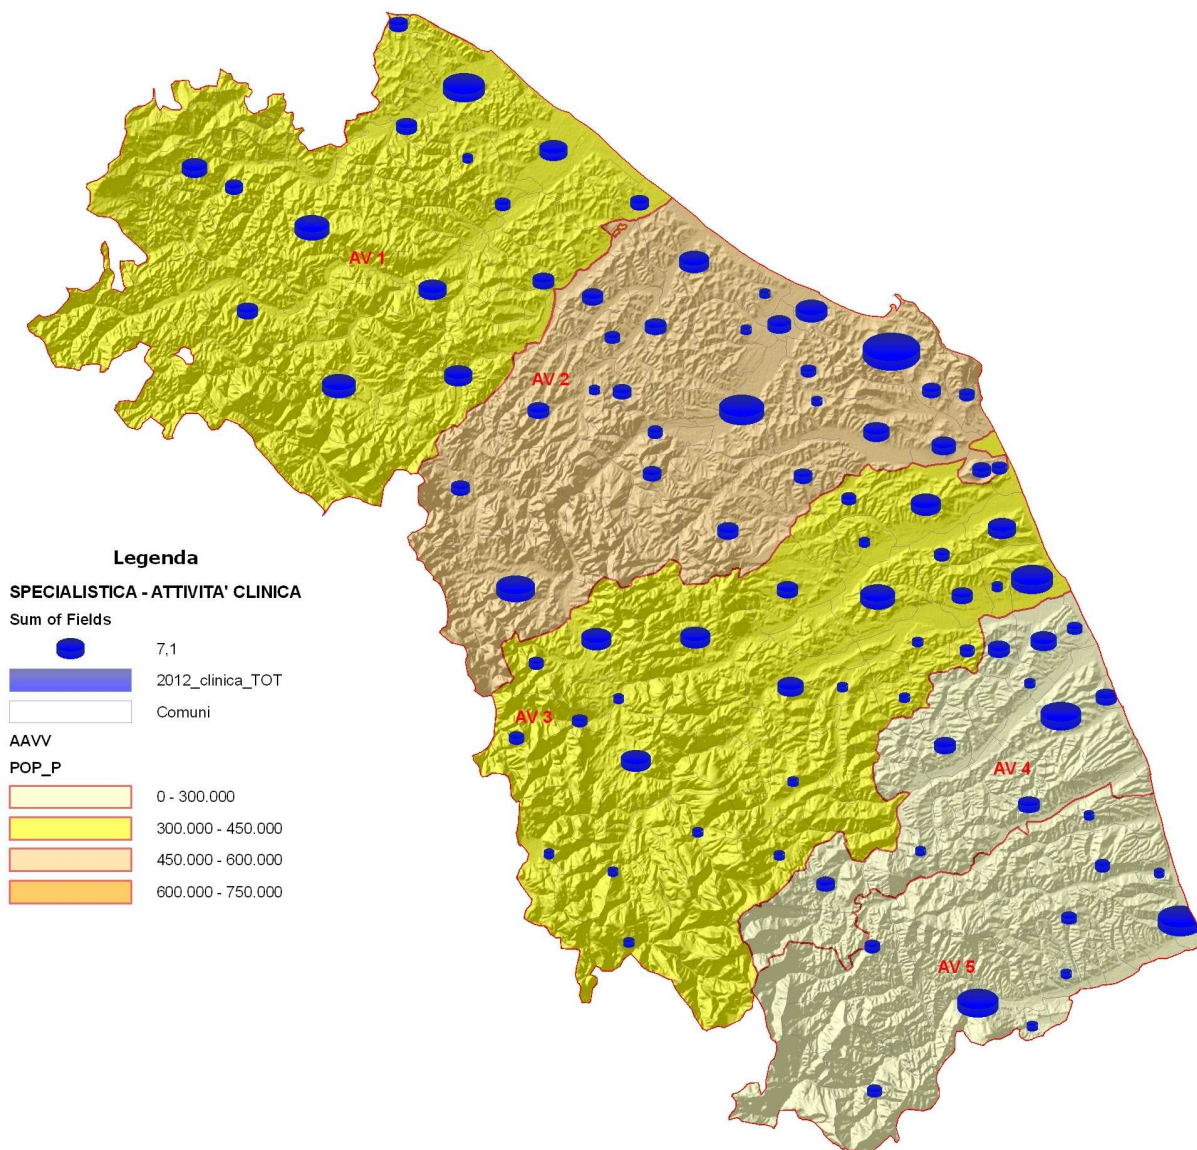 AV 1
AV 2
AV 3
AV 4
AV 5
Legenda
SPECIALISTICA - ATTIVITA' CLINICA
Sum of Fields
7,1
2012_clinica_TOT
Comuni
AAVV
POP_P
0 - 300.000
300.000 - 450.000
450.000 - 600.000
600.000 - 750.000